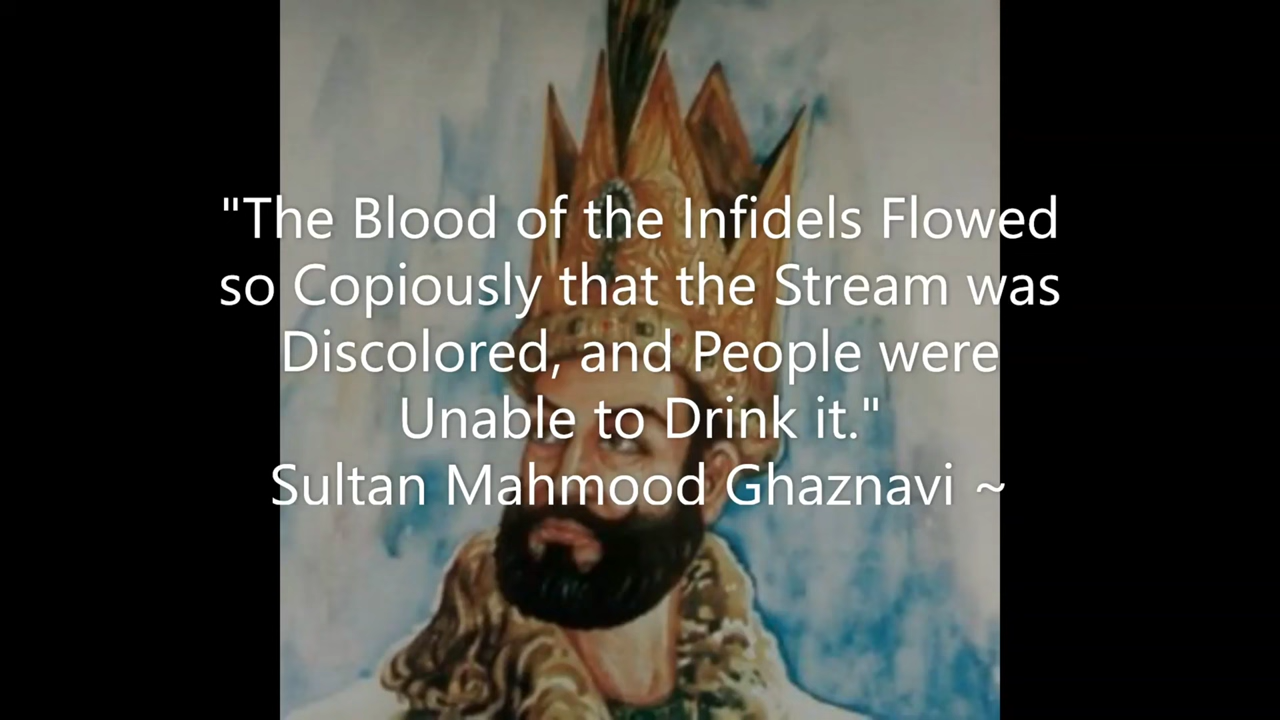 "The Blood of the Infidels Flowed
so Copiously that the Stream was
Discolored, and People were
Unable to Drink it."
Sultan Mahmood Ghaznavi ~